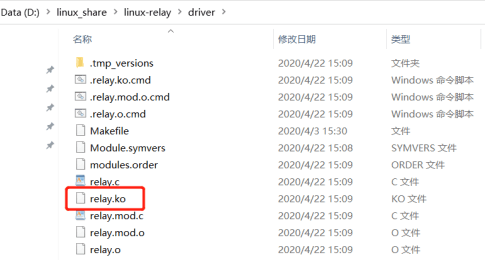 Data (D:) › linux_share › linux-relay › driver ›
名称 修改日期 类型
.tmp_versions 2020/4/22 15:09 文件夹
.relay.ko.cmd 2020/4/22 15:09 Windows 命令脚本
.relay.mod.o.cmd 2020/4/22 15:09 Windows 命令脚本
.relay.o.cmd 2020/4/22 15:09 Windows 命令脚本
Makefile 2020/4/3 15:30 文件
Module.symvers 2020/4/22 15:08 SYMVERS 文件
modules.order 2020/4/22 15:09 ORDER 文件
relay.c 2020/4/22 15:09 C 文件
relay.ko 2020/4/22 15:09 KO 文件
relay.mod.c 2020/4/22 15:09 C 文件
relay.mod.o 2020/4/22 15:09 O 文件
relay.o 2020/4/22 15:09 O 文件